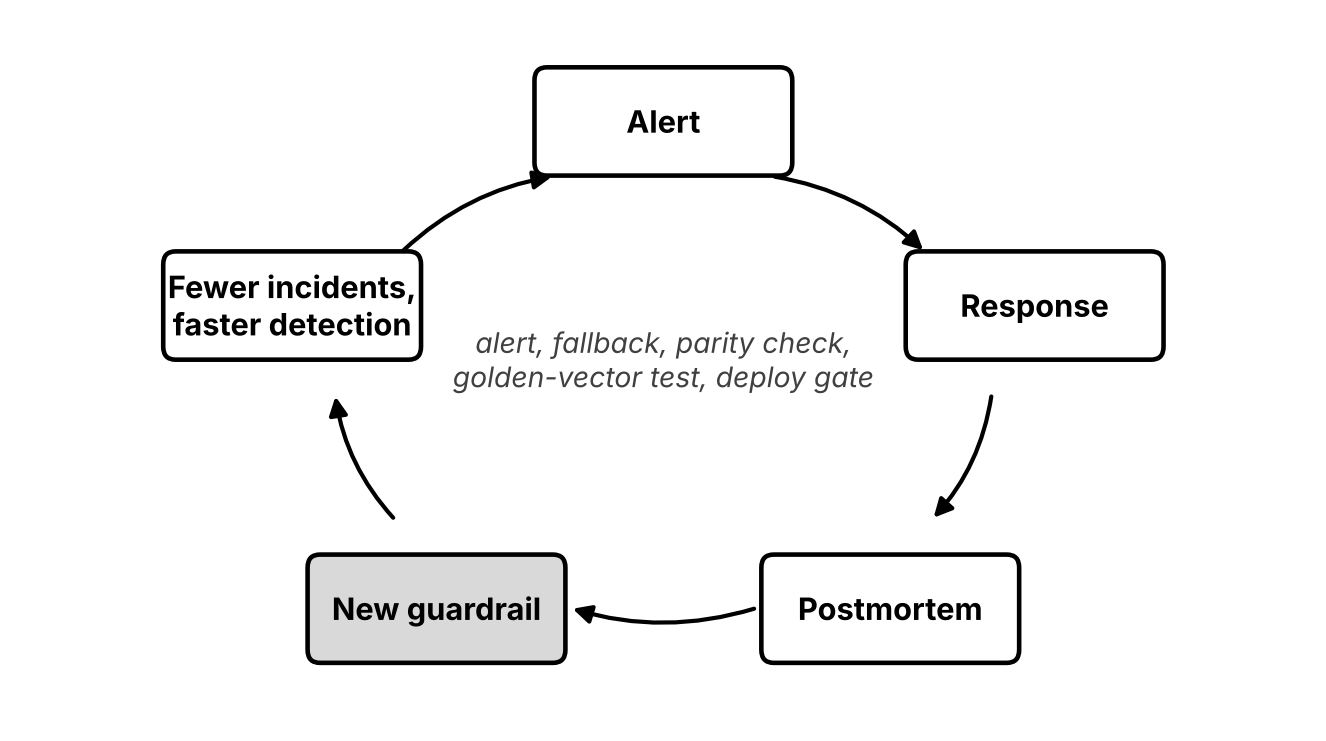 Alert
Fewer incidents,
faster detection
Response
alert, fallback, parity check,
golden-vector test, deploy gate
New guardrail
Postmortem